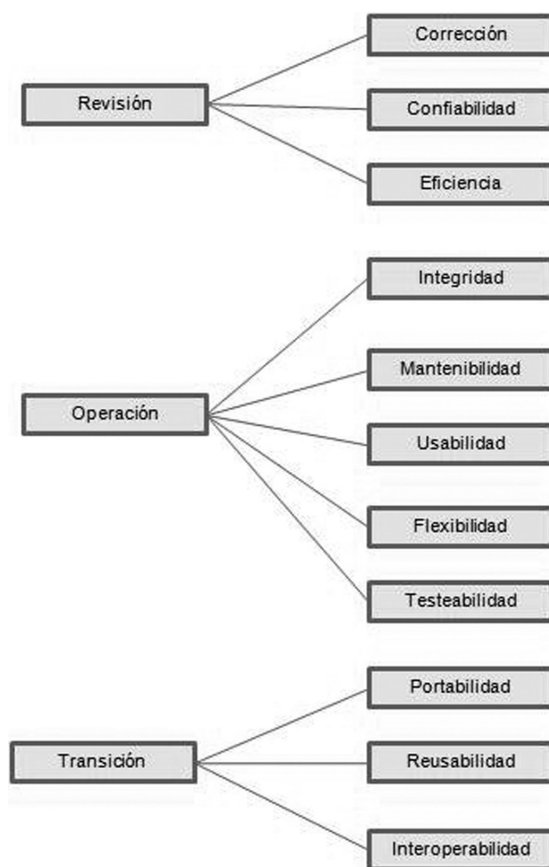 Revisión
Corrección
Confiabilidad
Eficiencia
Operación
Integridad
Mantenibilidad
Usabilidad
Flexibilidad
Testeabilidad
Transición
Portabilidad
Reusabilidad
Interoperabilidad